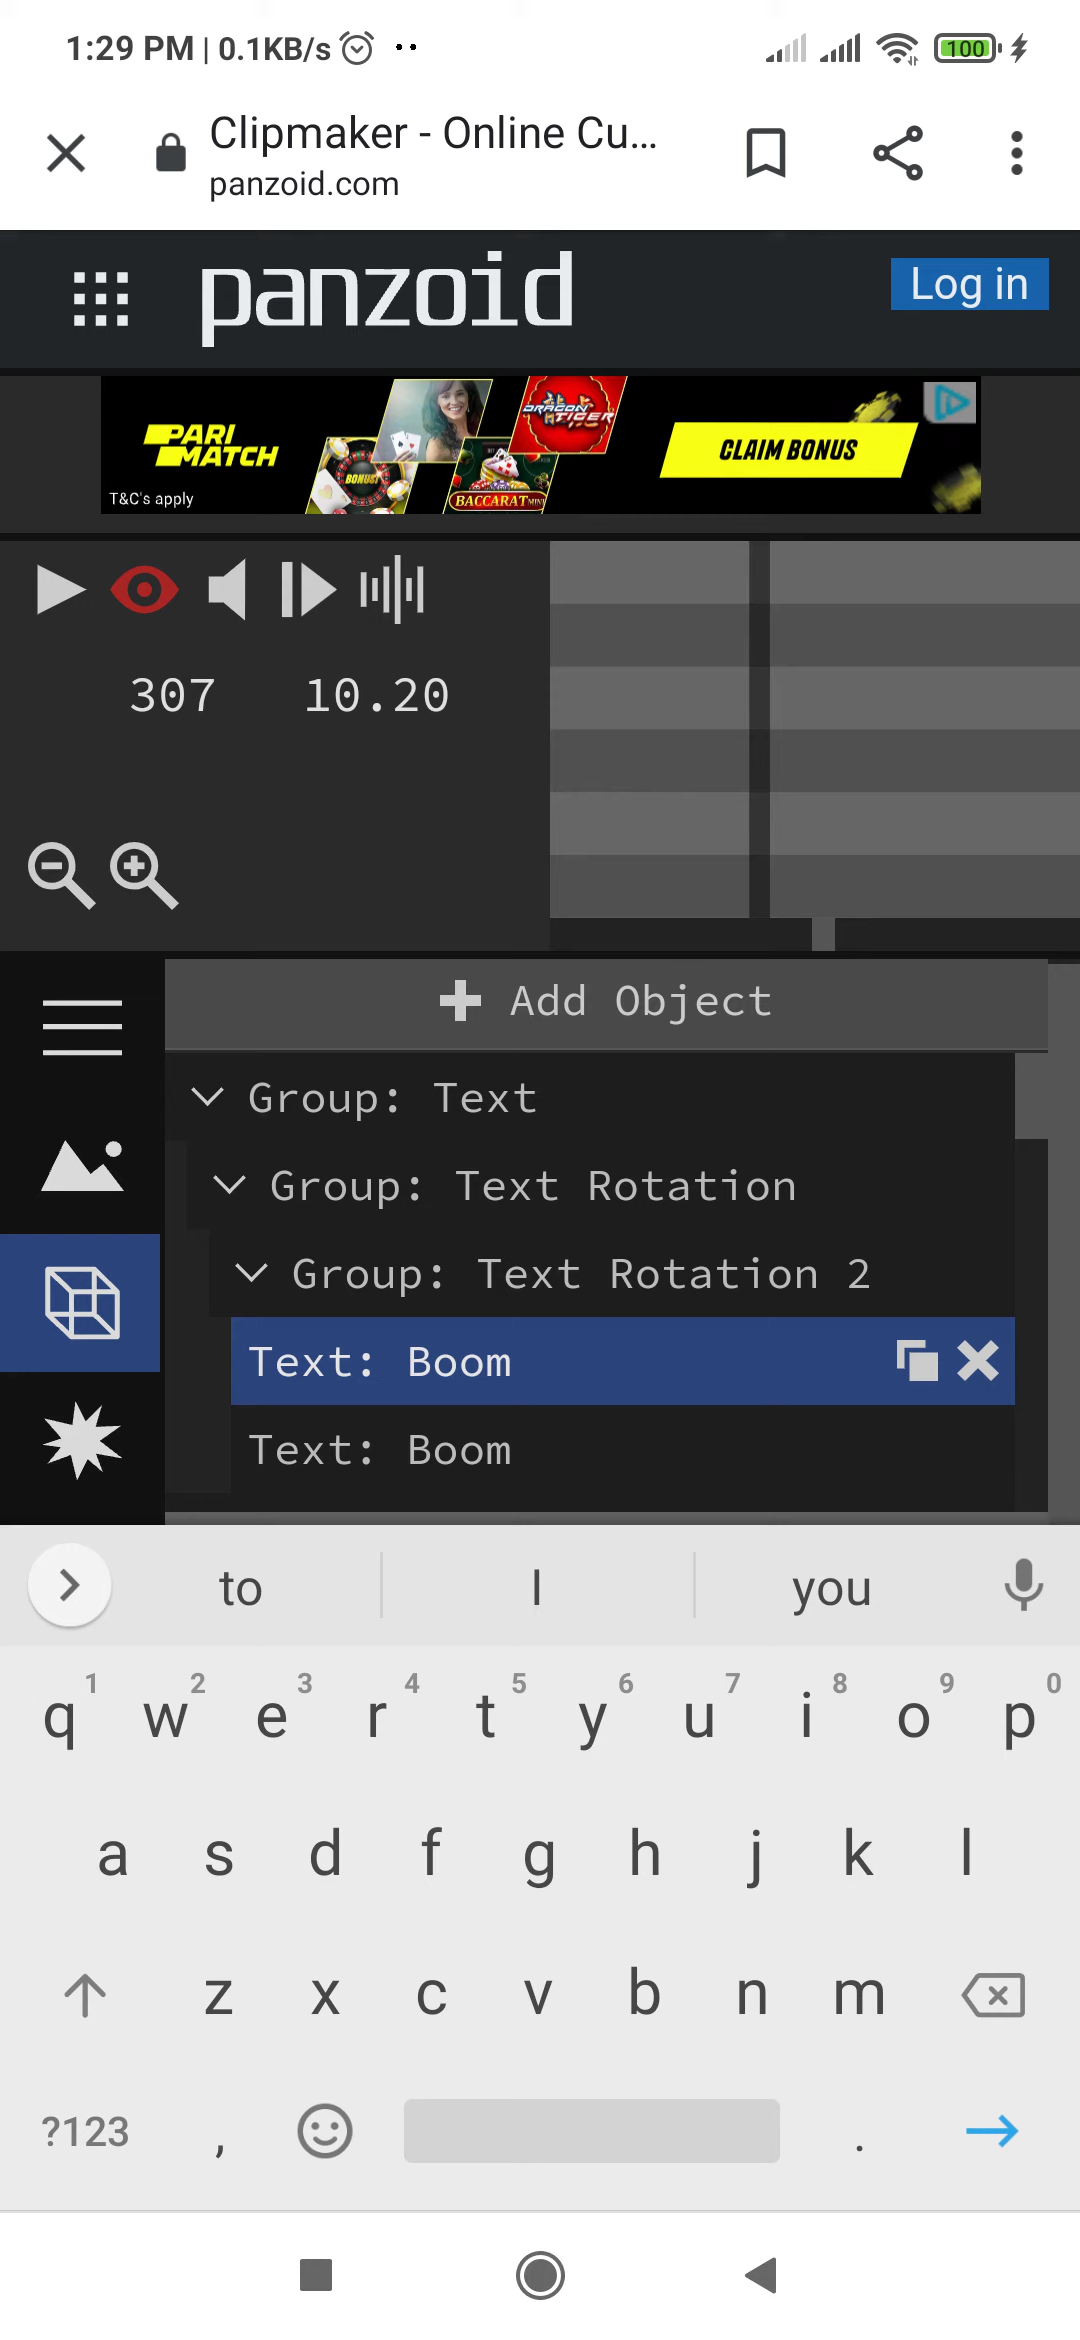 1:29 PM | 0.1KB/s
100
Clipmaker - Online Cu...
panzoid.com
panzoid
Log in
PARI
MATCH
T&C's apply
BONUS!
DRAGON
TIGER
BACCARAT MINI
CLAIM BONUS
307 10.20
Add Object
Group: Text
Group: Text Rotation
Group: Text Rotation 2
Text: Boom
Text: Boom
to I you
1 2 3 4 5 6 7 8 9 0
q w e r t y u i o p
a s d f g h j k l
z x c v b n m
?123 , .